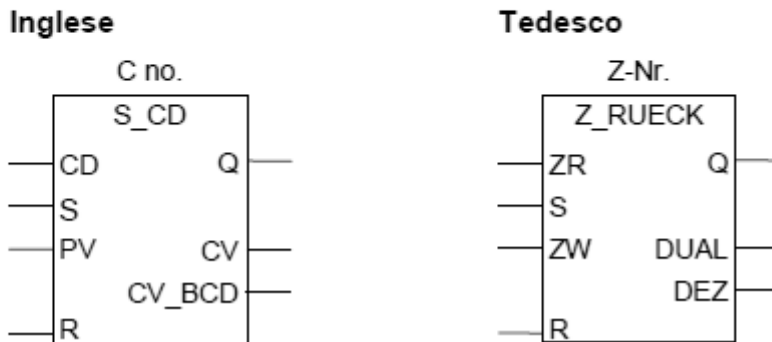 Inglese
C no.
S_CD
CD Q
S
PV CV
CV_BCD
R
Tedesco
Z-Nr.
Z_RUECK
ZR Q
S
ZW DUAL
DEZ
R